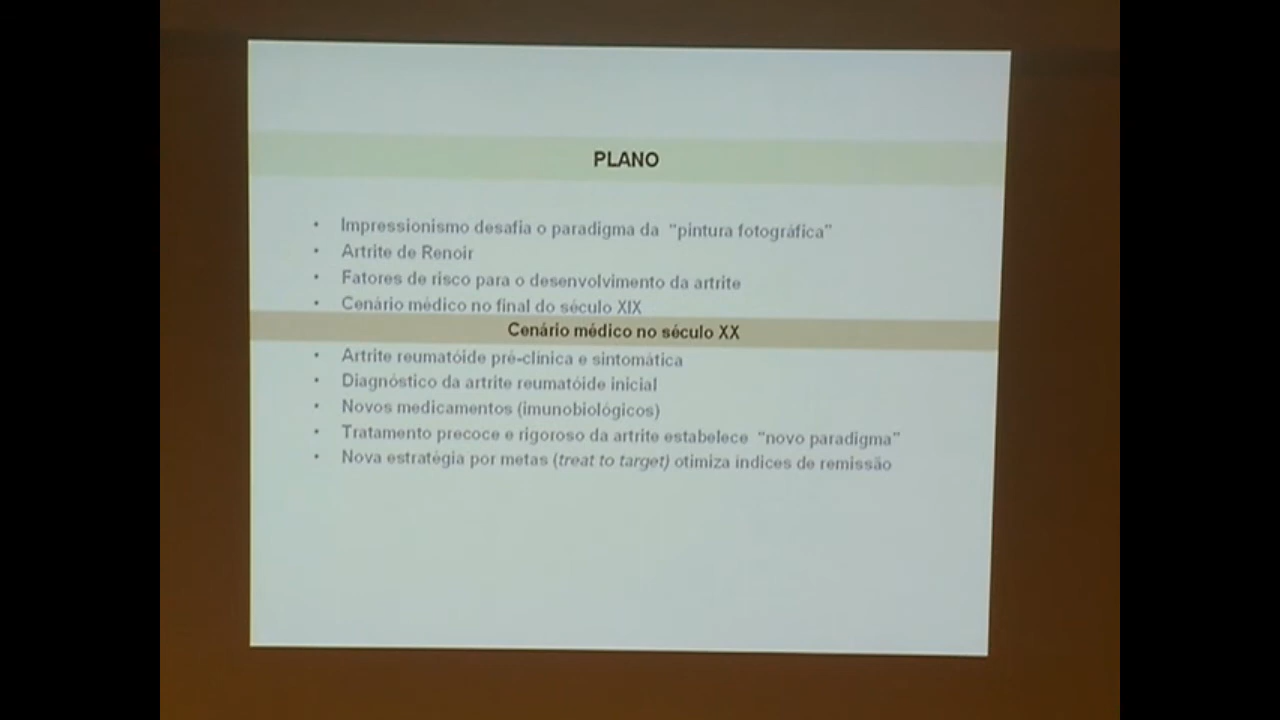 PLANO
• Impressionismo desafia o paradigma da “pintura fotográfica”
• Artrite de Renoir
• Fatores de risco para o desenvolvimento da artrite
• Cenário médico no final do século XIX
Cenário médico no século XX
• Artrite reumatóide pré-clínica e sintomática
• Diagnóstico da artrite reumatóide inicial
• Novos medicamentos (imunobiológicos)
• Tratamento precoce e rigoroso da artrite estabelece “novo paradigma”
• Nova estratégia por metas (treat to target) otimiza índices de remissão